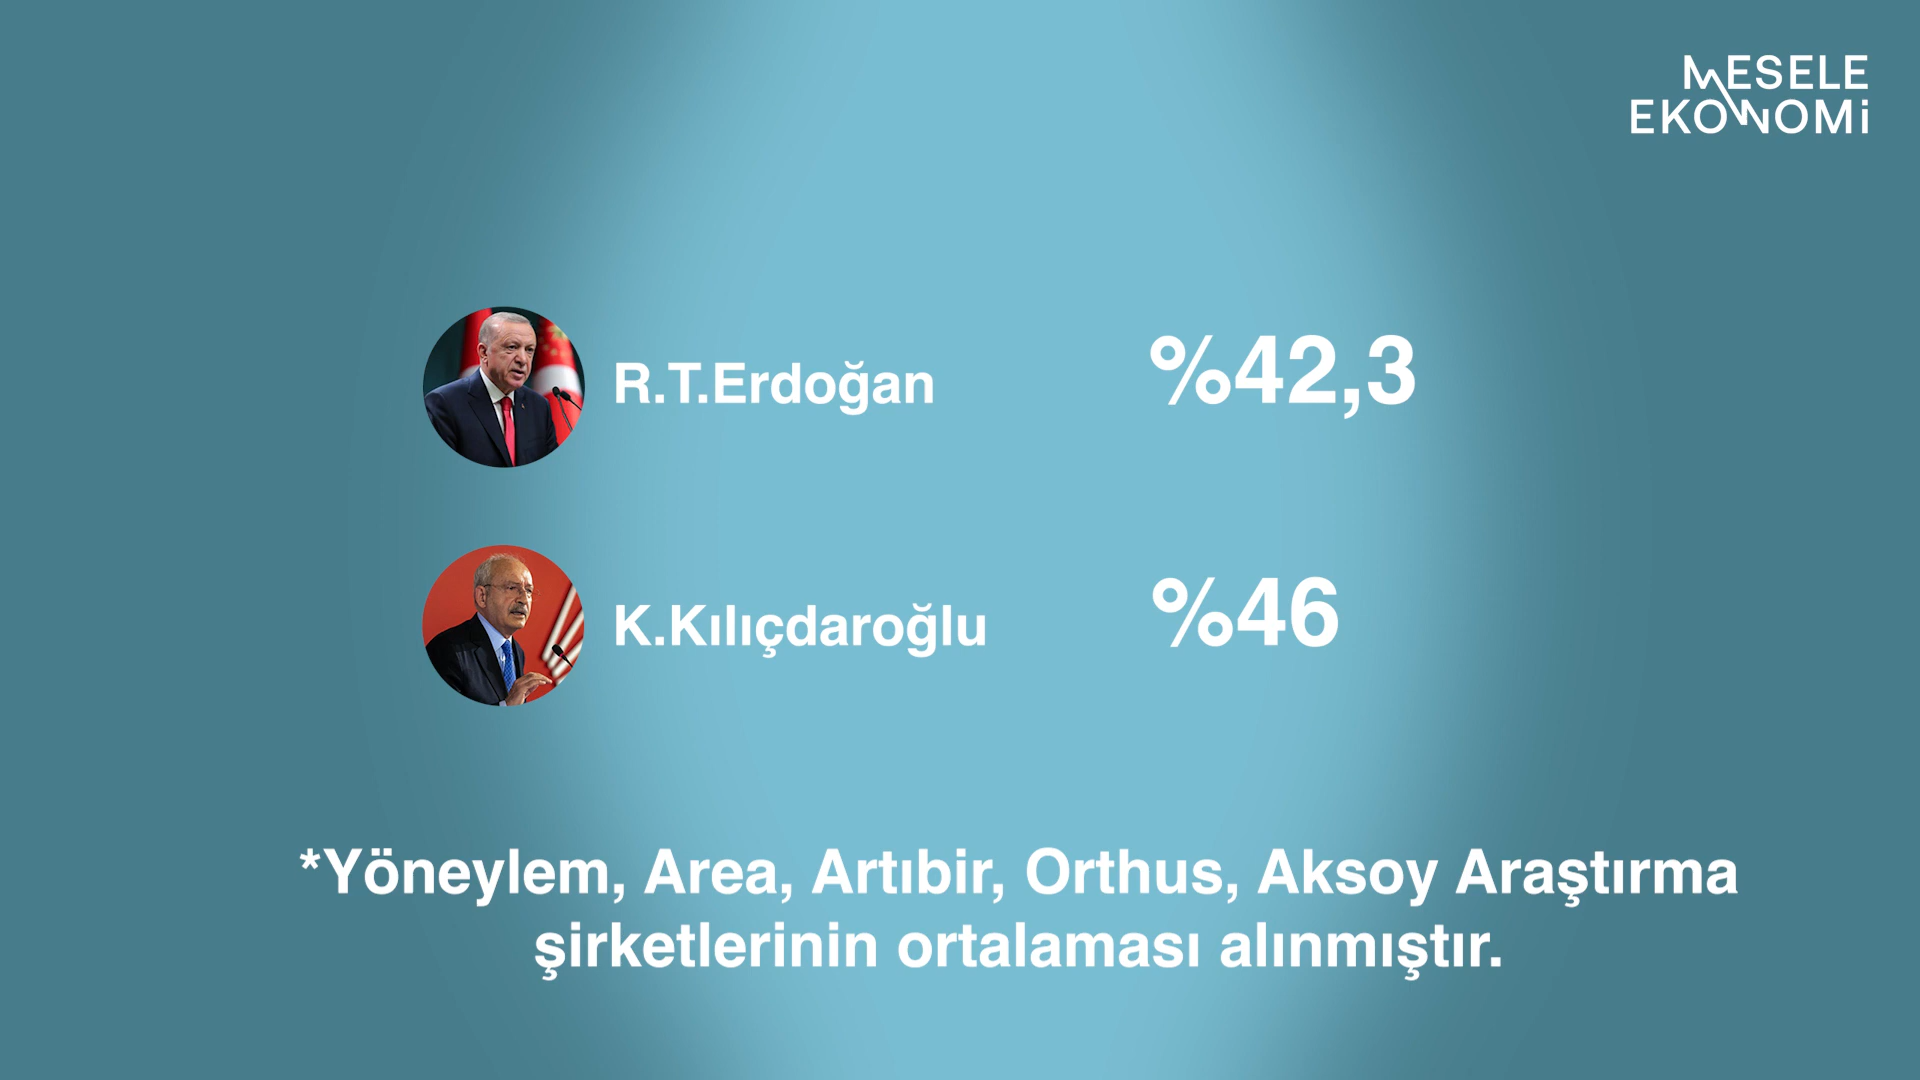 MESELE
EKONOMi
R.T.Erdoğan %42,3
K.Kılıçdaroğlu %46
*Yöneylem, Area, Artıbir, Orthus, Aksoy Araştırma
şirketlerinin ortalaması alınmıştır.